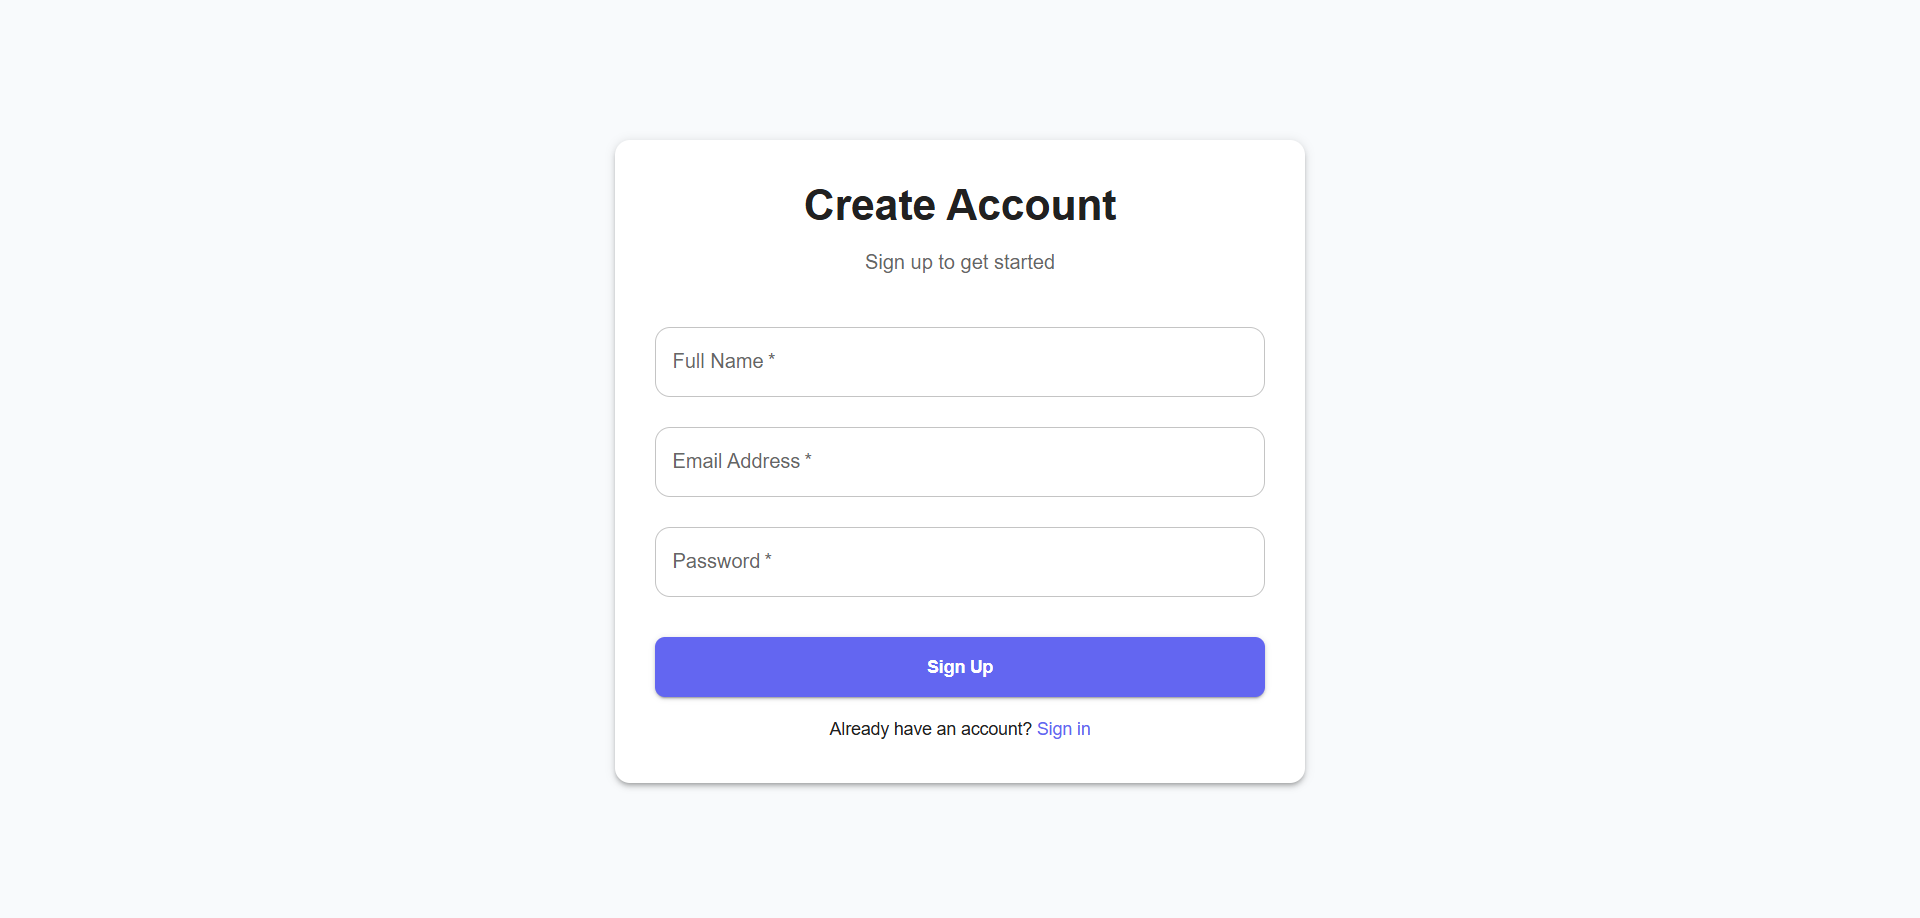 Create Account
Sign up to get started
Full Name *
Email Address *
Password *
Sign Up
Already have an account? Sign in